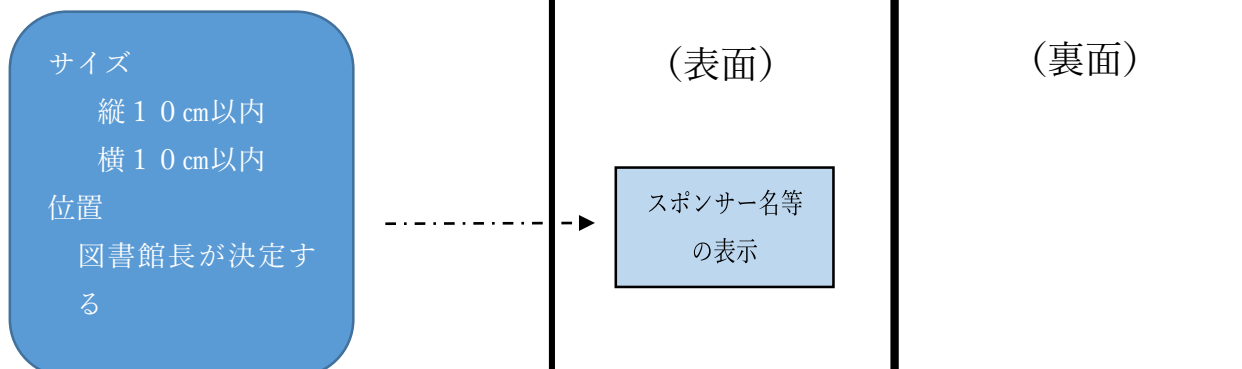 サイズ
縦１０㎝以内
横１０㎝以内
位置
図書館長が決定す
る
（表面）
スポンサー名等
の表示
（裏面）